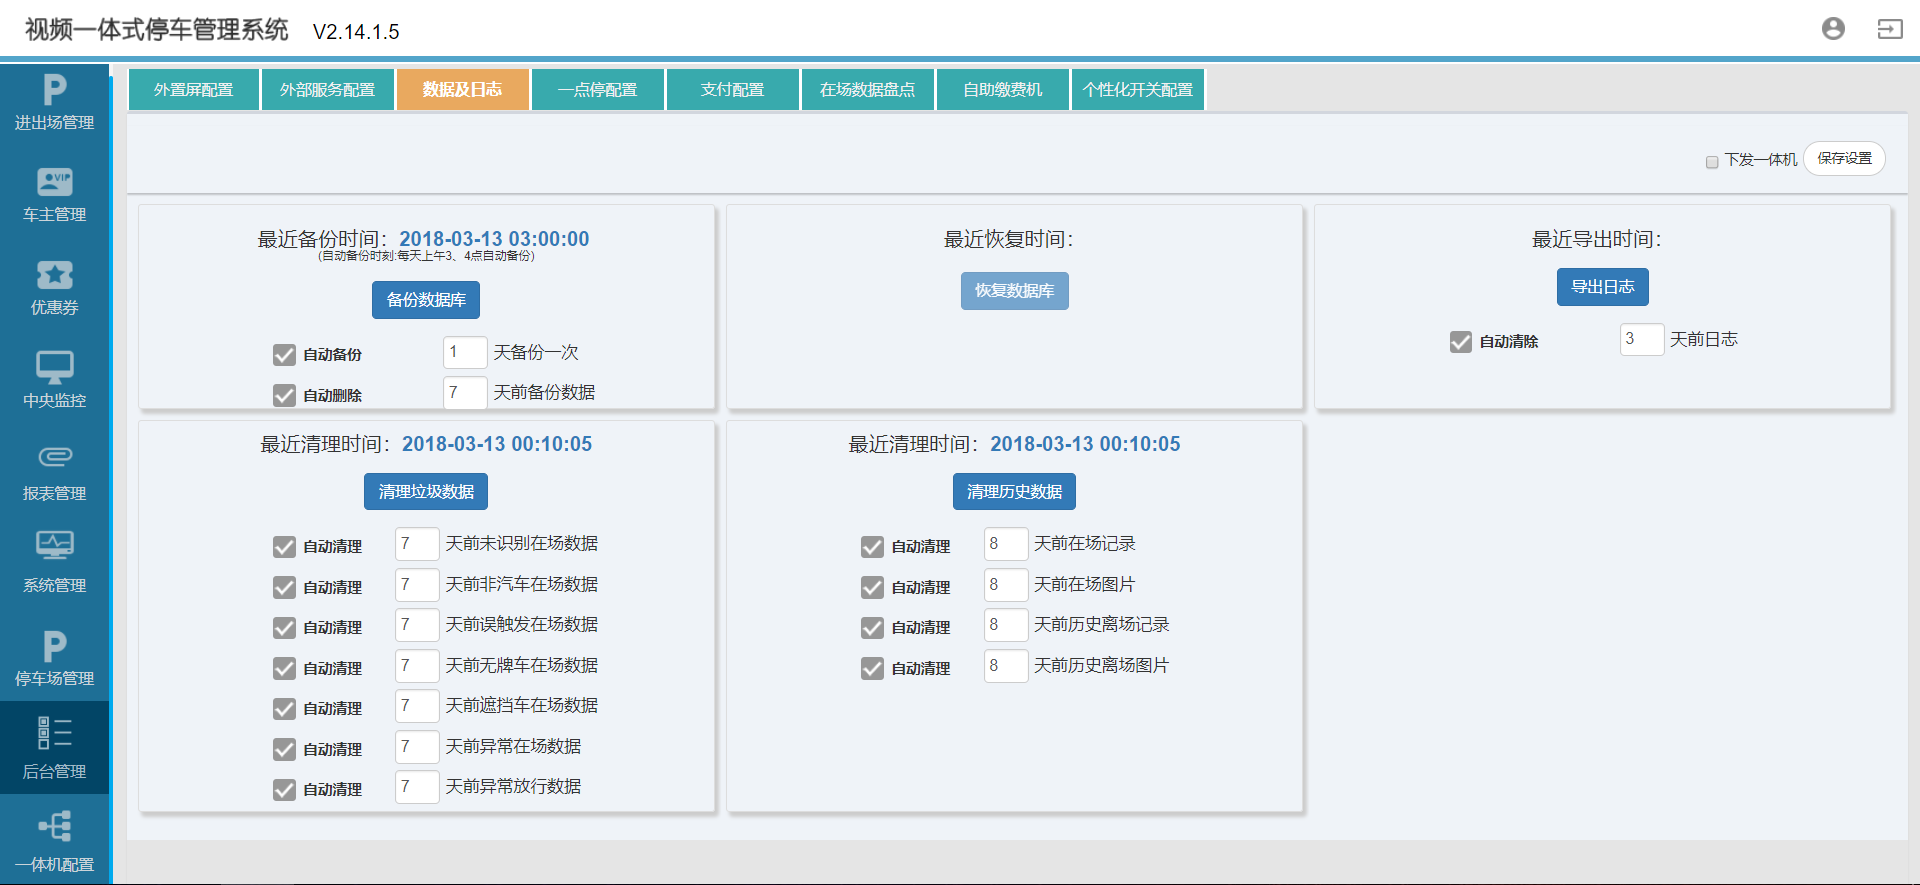 视频一体式停车管理系统 V2.14.1.5
进出场管理
车主管理
优惠券
中央监控
报表管理
系统管理
停车场管理
后台管理
一体机配置
外置屏配置 外部服务配置 数据及日志 一点停配置 支付配置 在场数据盘点 自助缴费机 个性化开关配置
下发一体机 保存设置
最近备份时间：2018-03-13 03:00:00
(自动备份时刻:每天上午3、4点自动备份)
备份数据库
自动备份 1 天备份一次
自动删除 7 天前备份数据
最近恢复时间：
恢复数据库
最近导出时间：
导出日志
自动清除 3 天前日志
最近清理时间：2018-03-13 00:10:05
清理垃圾数据
自动清理 7 天前未识别在场数据
自动清理 7 天前非汽车在场数据
自动清理 7 天前误触发在场数据
自动清理 7 天前无牌车在场数据
自动清理 7 天前遮挡车在场数据
自动清理 7 天前异常在场数据
自动清理 7 天前异常放行数据
最近清理时间：2018-03-13 00:10:05
清理历史数据
自动清理 8 天前在场记录
自动清理 8 天前在场图片
自动清理 8 天前历史离场记录
自动清理 8 天前历史离场图片